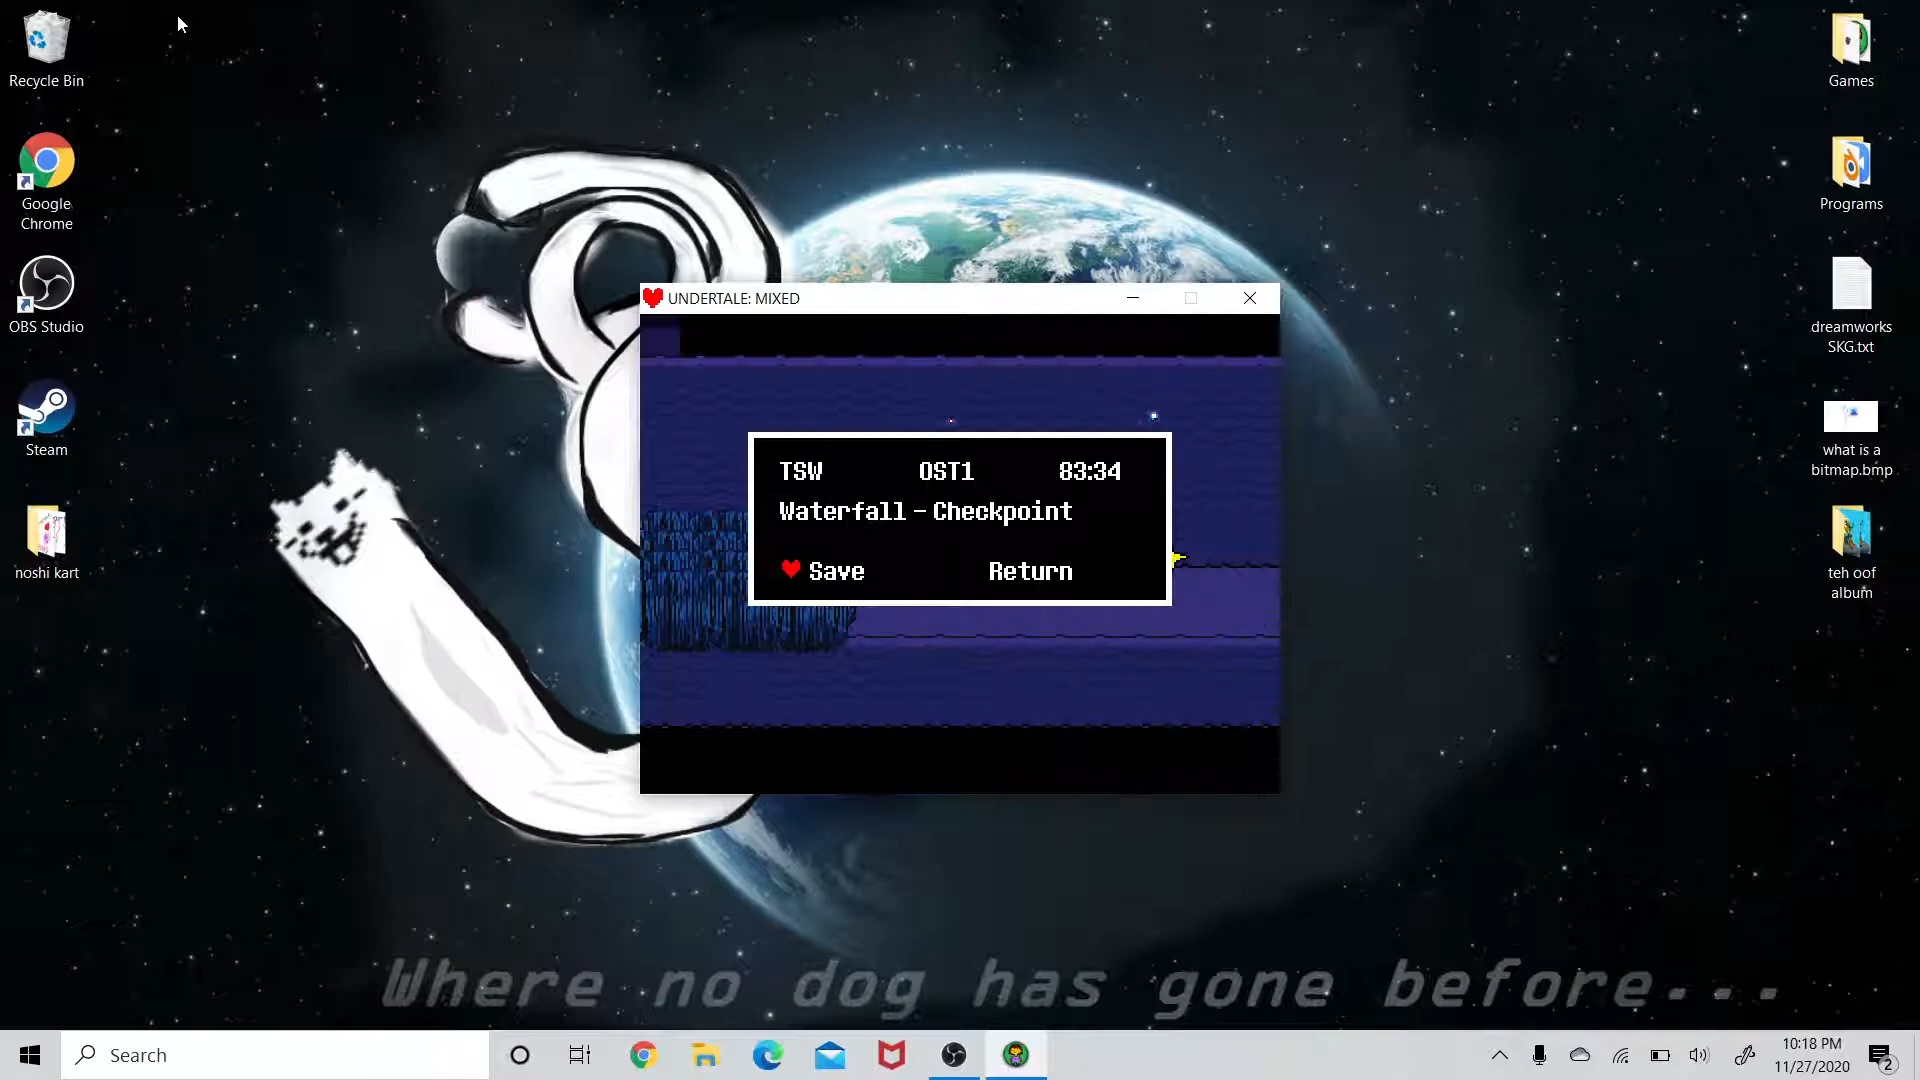 Recycle Bin
Google
Chrome
OBS Studio
Steam
noshi kart
Games
Programs
dreamworks
SKG.txt
what is a
bitmap.bmp
teh oof
album
UNDERTALE: MIXED
TSW OST1 83:34
Waterfall - Checkpoint
Save Return
Where no dog has gone before...
Search
10:18 PM
11/27/2020
2